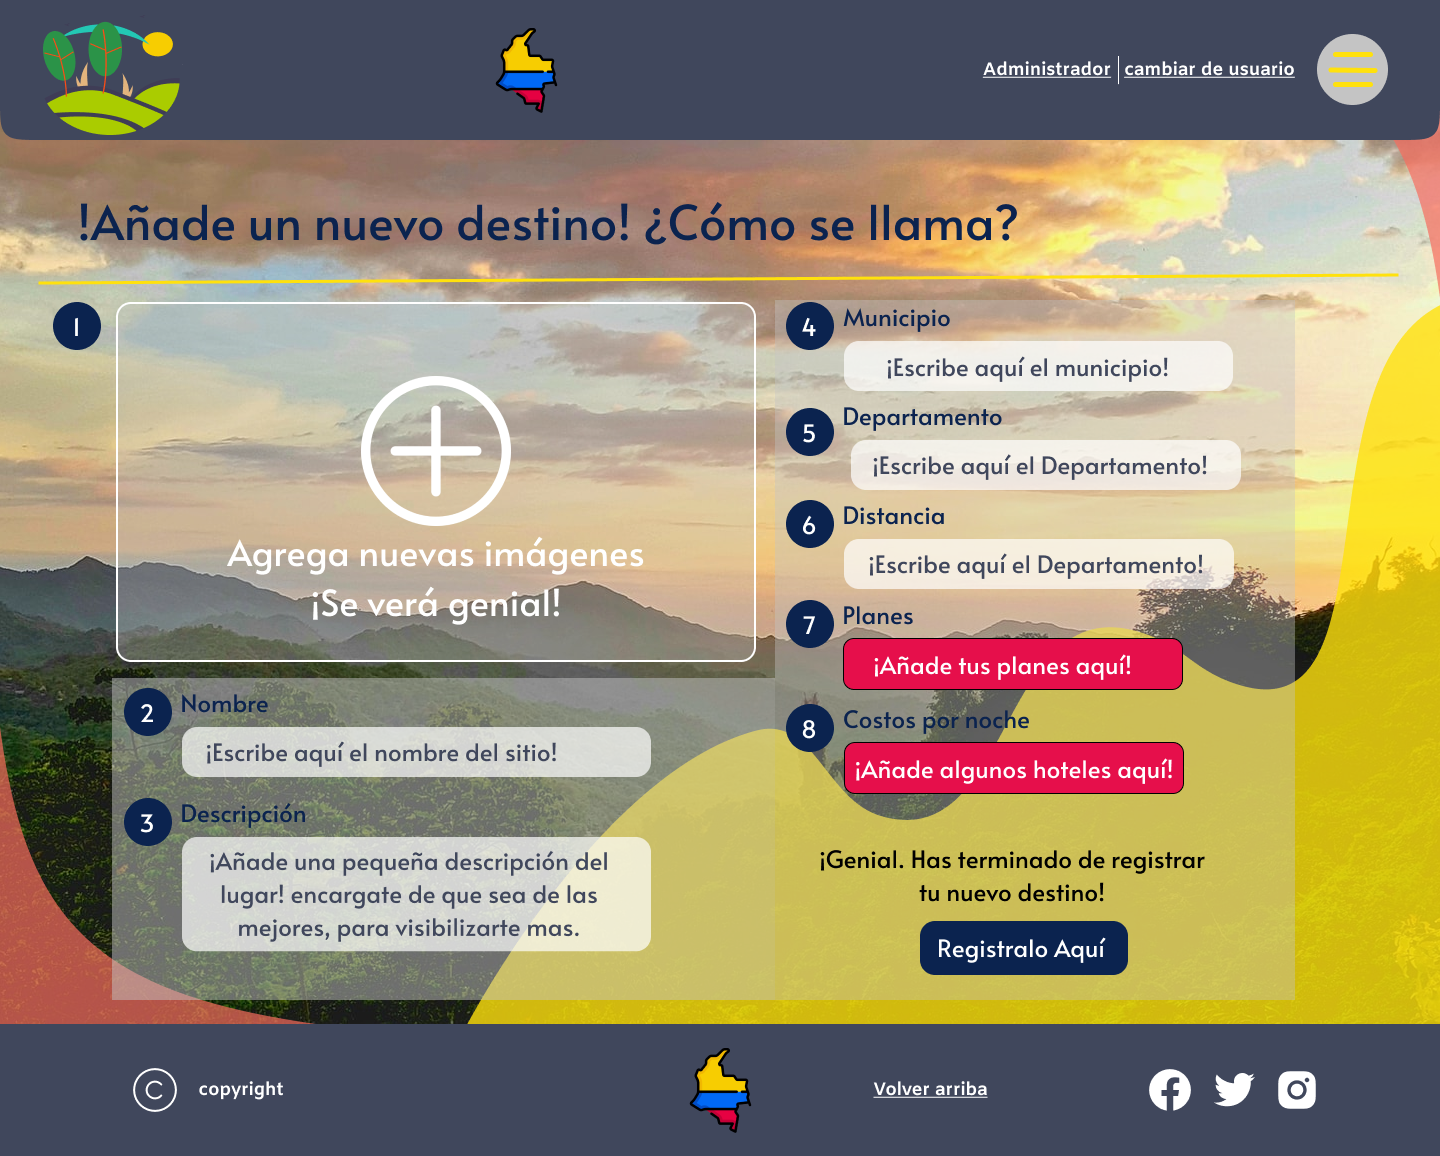 Administrador
cambiar de usuario
!Añade un nuevo destino! ¿Cómo se llama?
1
Agrega nuevas imágenes
¡Se verá genial!
2
Nombre
¡Escribe aquí el nombre del sitio!
3
Descripción
¡Añade una pequeña descripción del
lugar! encargate de que sea de las
mejores, para visibilizarte mas.
4
Municipio
¡Escribe aquí el municipio!
5
Departamento
¡Escribe aquí el Departamento!
6
Distancia
¡Escribe aquí el Departamento!
7
Planes
¡Añade tus planes aquí!
8
Costos por noche
¡Añade algunos hoteles aquí!
¡Genial. Has terminado de registrar
tu nuevo destino!
Registralo Aquí
C
copyright
Volver arriba